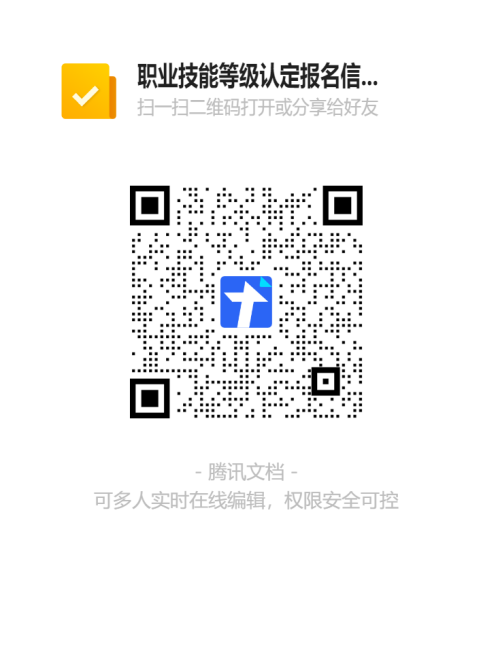 职业技能等级认定报名信...
扫一扫二维码打开或分享给好友
- 腾讯文档 -
可多人实时在线编辑，权限安全可控